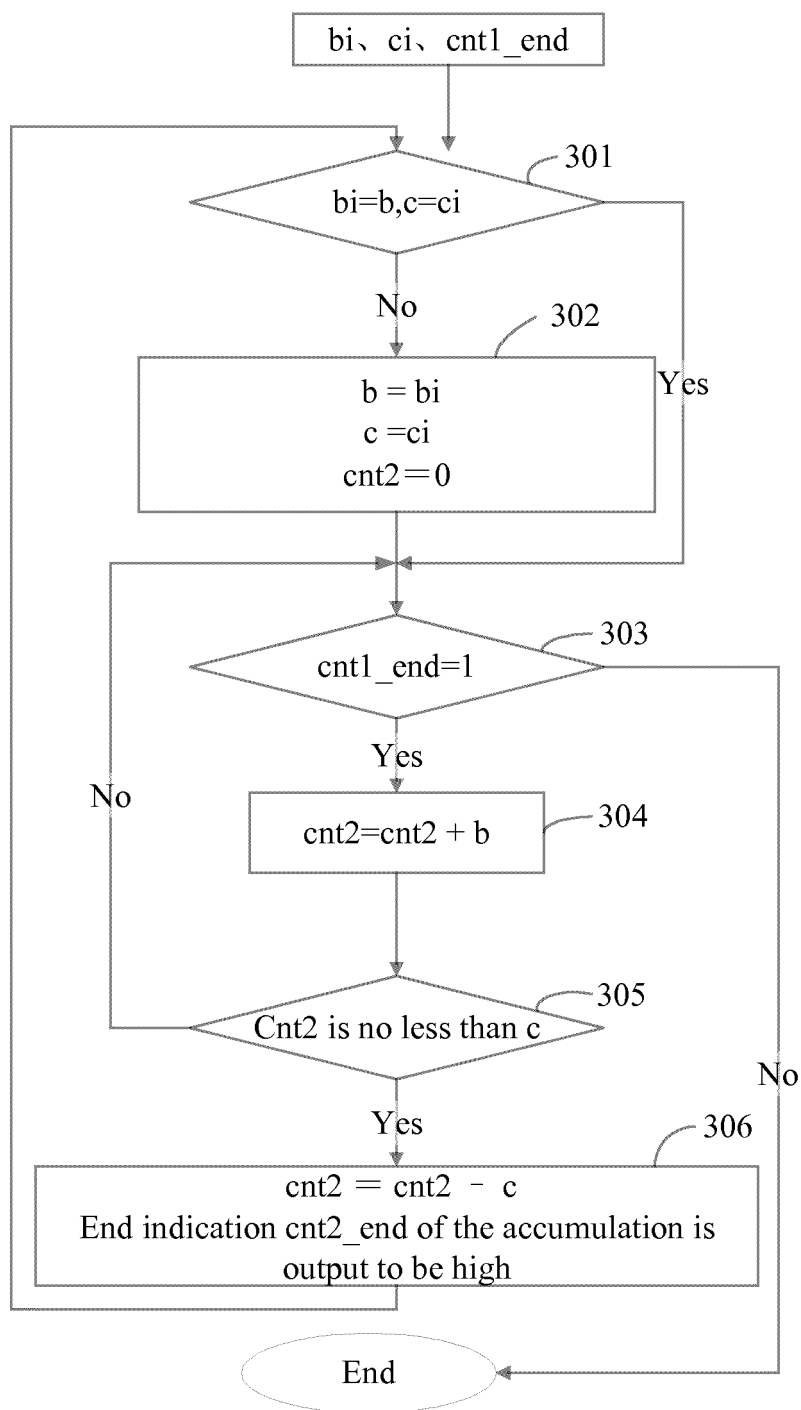 bi、ci、cnt1_end
301
bi=b,c=ci
No
302
b = bi
c =ci
cnt2＝0
Yes
303
cnt1_end=1
Yes
No
304
cnt2=cnt2 + b
305
Cnt2 is no less than c
No
Yes
306
cnt2 ＝ cnt2 － c
End indication cnt2_end of the accumulation is
output to be high
End